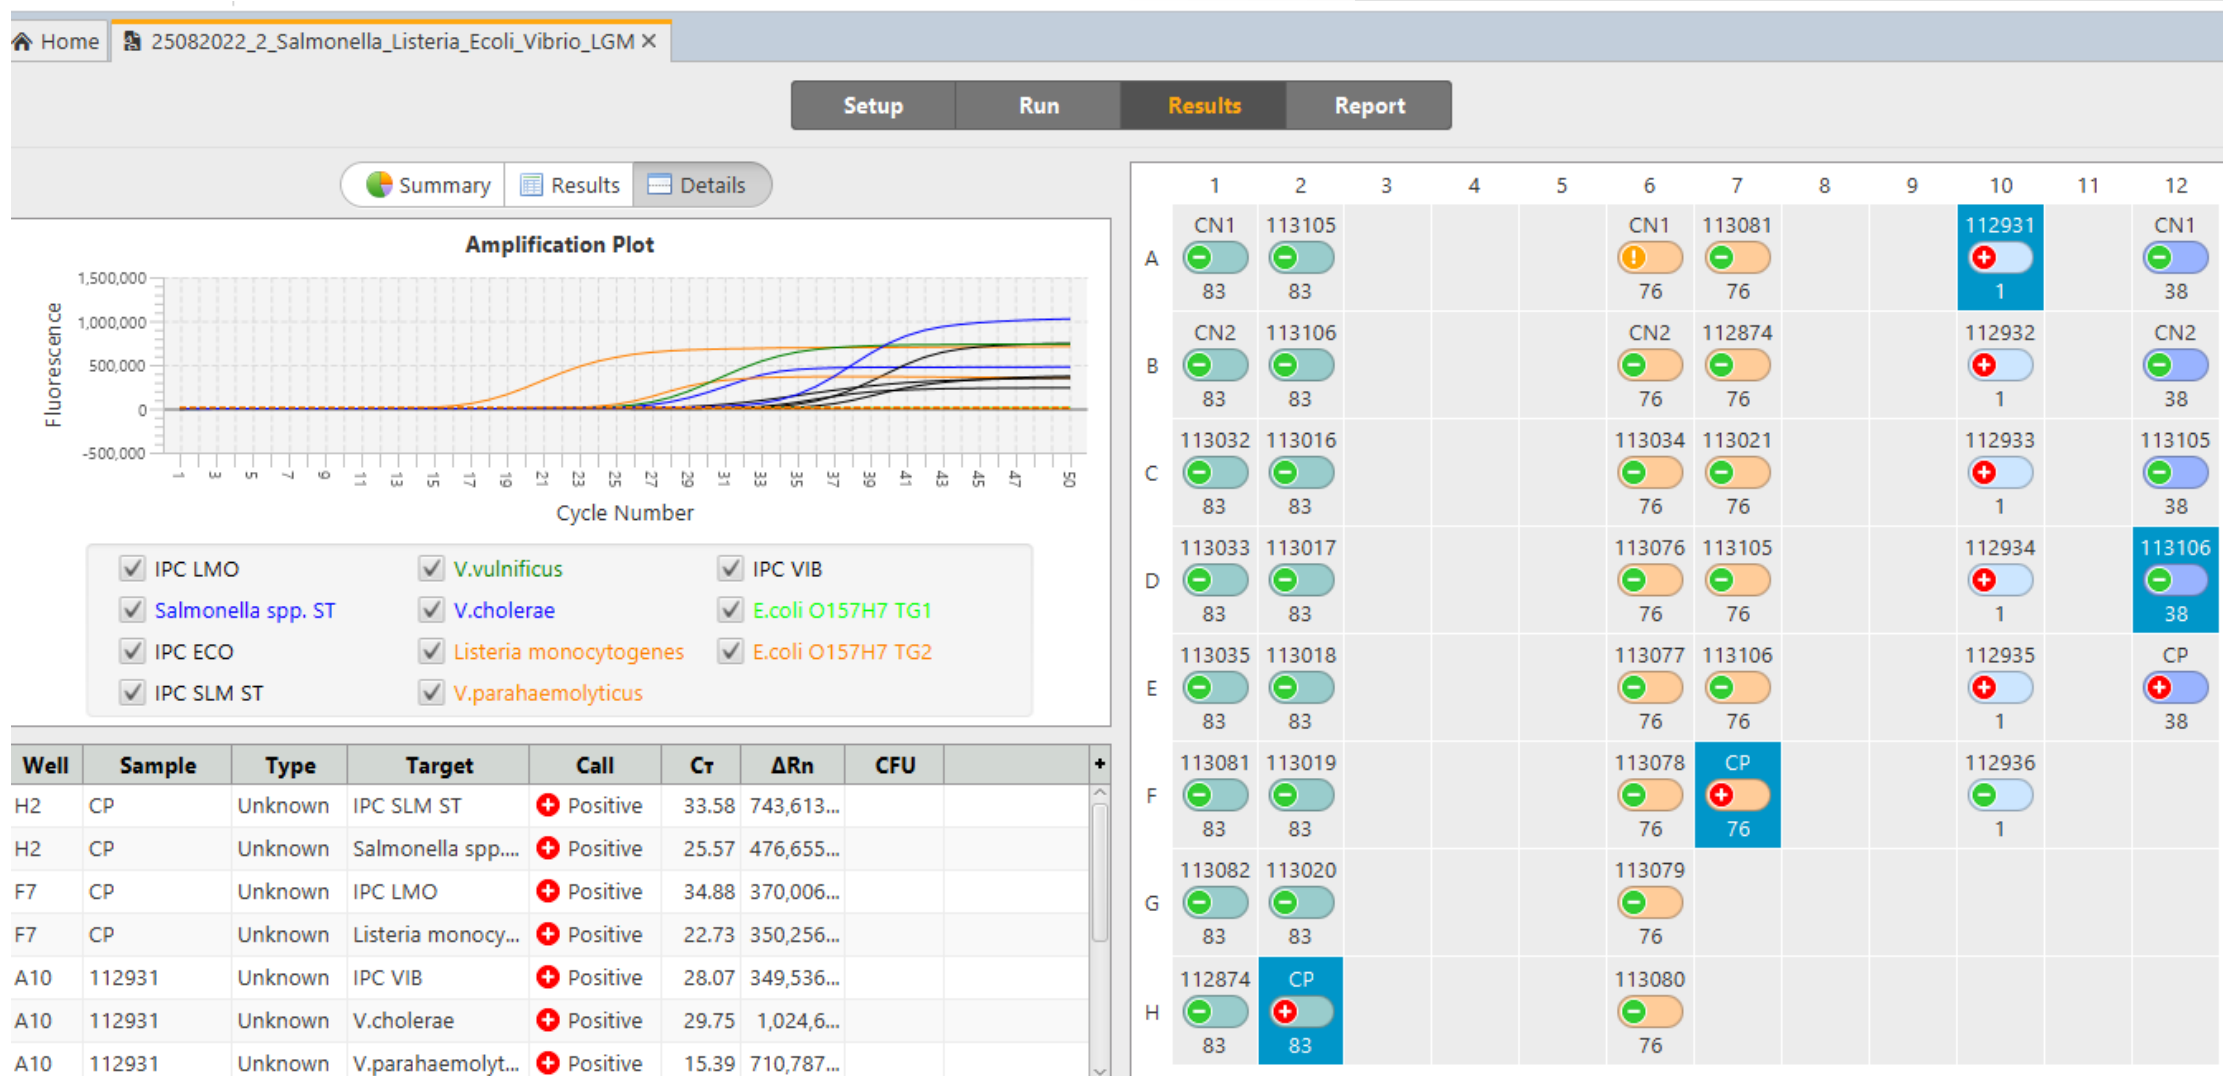 Home 25082022_2_Salmonella_Listeria_Ecoli_Vibrio_LGM
Setup Run Results Report
Summary Results Details
Amplification Plot
Fluorescence
1,500,000
1,000,000
500,000
0
-500,000
1 3 5 7 9 11 13 15 17 19 21 23 25 27 29 31 33 35 37 39 41 43 45 47 50
Cycle Number
IPC LMO V.vulnificus IPC VIB
Salmonella spp. ST V.cholerae E.coli O157H7 TG1
IPC ECO Listeria monocytogenes E.coli O157H7 TG2
IPC SLM ST V.parahaemolyticus
Well Sample Type Target Call Cт ΔRn CFU +
H2 CP Unknown IPC SLM ST Positive 33.58 743,613...
H2 CP Unknown Salmonella spp.... Positive 25.57 476,655...
F7 CP Unknown IPC LMO Positive 34.88 370,006...
F7 CP Unknown Listeria monocy... Positive 22.73 350,256...
A10 112931 Unknown IPC VIB Positive 28.07 349,536...
A10 112931 Unknown V.cholerae Positive 29.75 1,024,6...
A10 112931 Unknown V.parahaemolyt... Positive 15.39 710,787...
1 2 3 4 5 6 7 8 9 10 11 12
CN1 113105 CN1 113081 112931 CN1
A
83 83 76 76 1 38
CN2 113106 CN2 112874 112932 CN2
B
83 83 76 76 1 38
113032 113016 113034 113021 112933 113105
C
83 83 76 76 1 38
113033 113017 113076 113105 112934 113106
D
83 83 76 76 1 38
113035 113018 113077 113106 112935 CP
E
83 83 76 76 1 38
113081 113019 113078 CP 112936
F
83 83 76 76 1
113082 113020 113079
G
83 83 76
112874 CP 113080
H
83 83 76